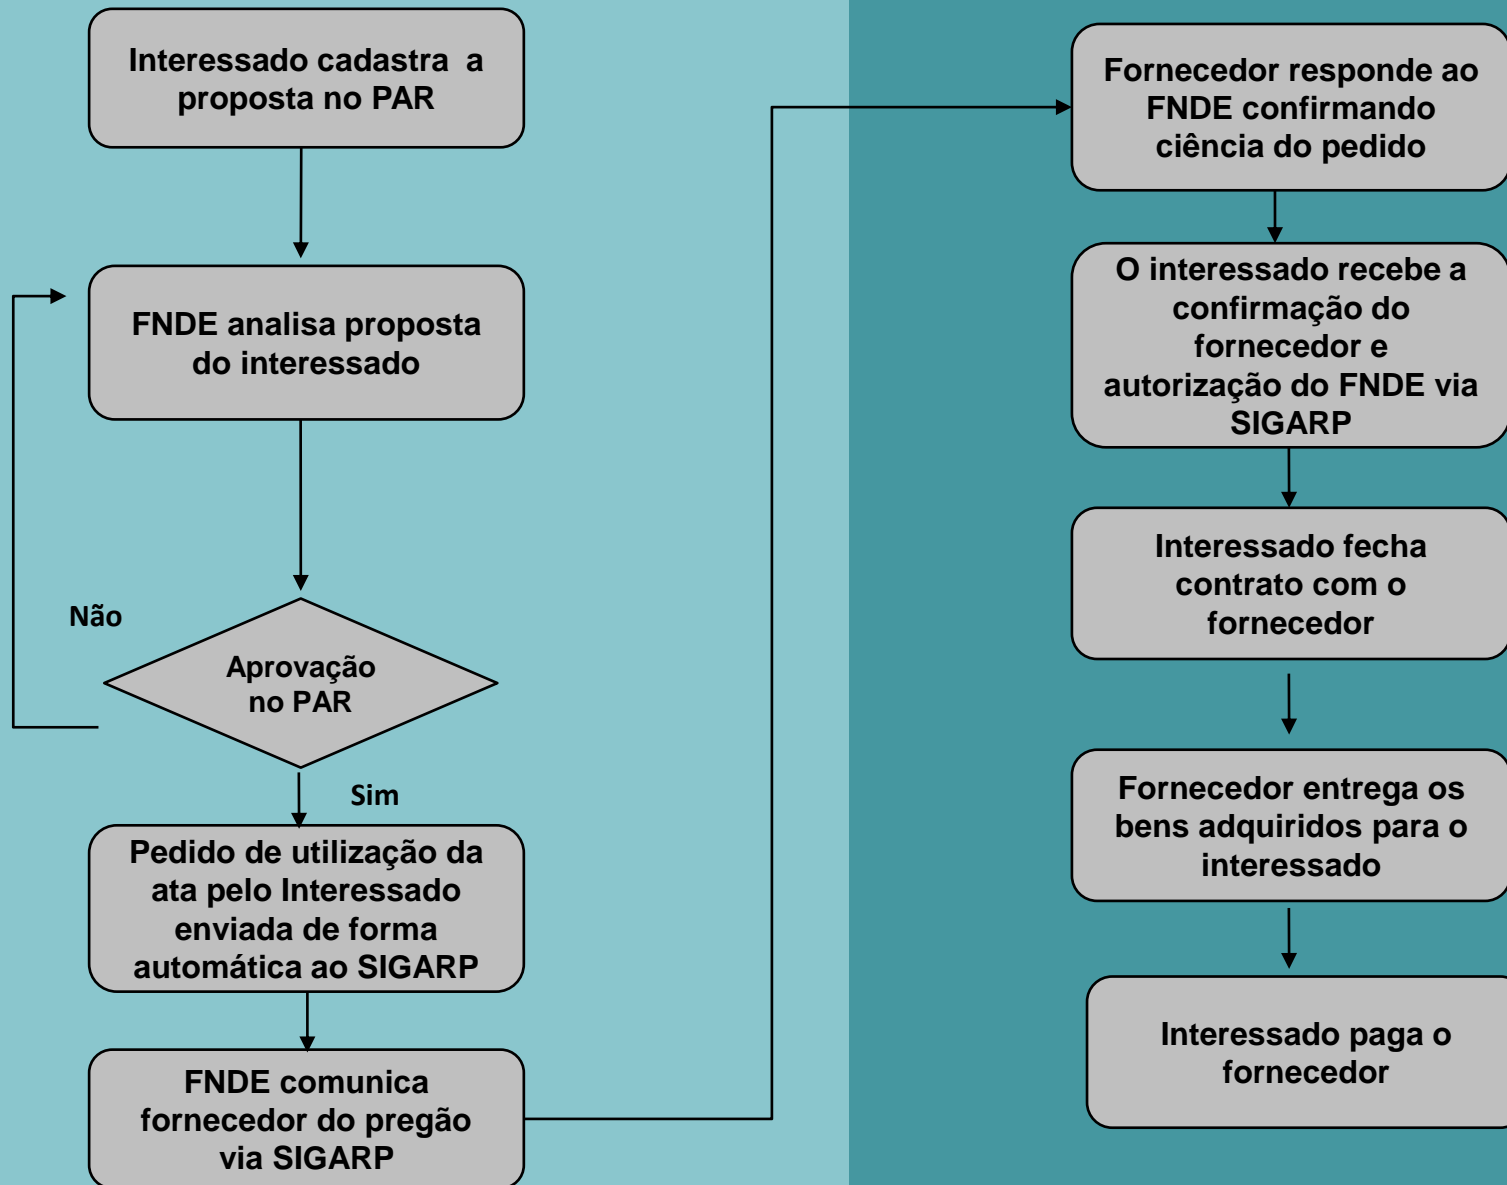 Interessado cadastra a
proposta no PAR
FNDE analisa proposta
do interessado
Não
Aprovação
no PAR
Sim
Pedido de utilização da
ata pelo Interessado
enviada de forma
automática ao SIGARP
FNDE comunica
fornecedor do pregão
via SIGARP
Fornecedor responde ao
FNDE confirmando
ciência do pedido
O interessado recebe a
confirmação do
fornecedor e
autorização do FNDE via
SIGARP
Interessado fecha
contrato com o
fornecedor
Fornecedor entrega os
bens adquiridos para o
interessado
Interessado paga o
fornecedor